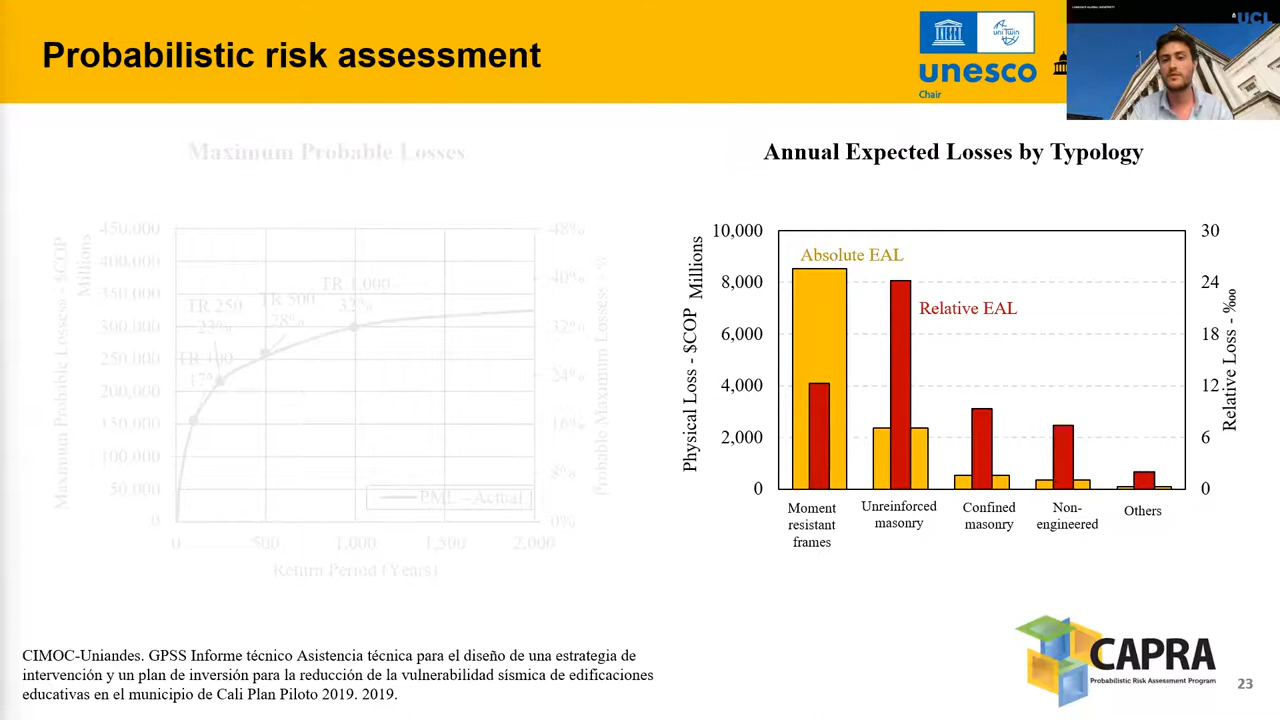 Probabilistic risk assessment
unesco
Chair
uni Twin
UCL
Maximum Probable Losses
Maximum Probable Lossess - $COP
Millions
450,000
400,000
350,000
300,000
250,000
200,000
150,000
100,000
50,000
0
TR 100
17%
TR 250
23%
TR 500
28%
TR 1,000
32%
PML - Actual
48%
40%
32%
24%
16%
8%
0%
Probable Maximum Lossess - %
0
500
1,000
1,500
2,000
Return Period (Years)
Annual Expected Losses by Typology
Physical Loss - $COP
Millions
10,000
8,000
6,000
4,000
2,000
0
Absolute EAL
Relative EAL
30
24
18
12
6
0
Relative Loss - ‱
Moment
resistant
frames
Unreinforced
masonry
Confined
masonry
Non-
engineered
Others
CIMOC-Uniandes. GPSS Informe técnico Asistencia técnica para el diseño de una estrategia de
intervención y un plan de inversión para la reducción de la vulnerabilidad sísmica de edificaciones
educativas en el municipio de Cali Plan Piloto 2019. 2019.
CAPRA
Probabilistic Risk Assessment Program
23